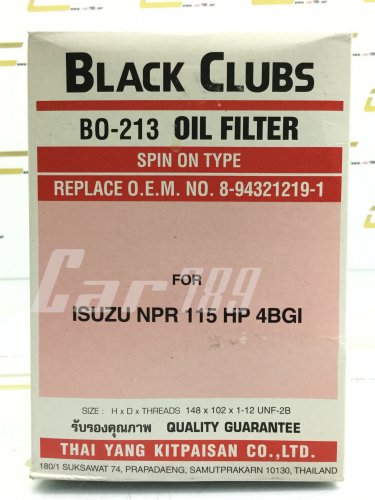 BLACK CLUBS
BO-213 OIL FILTER
SPIN ON TYPE
REPLACE O.E.M. NO. 8-94321219-1
Car789
FOR
ISUZU NPR 115 HP 4BGI
SIZE : H x D x THREADS 148 x 102 x 1-12 UNF-2B
รับรองคุณภาพ QUALITY GUARANTEE
THAI YANG KITPAISAN CO.,LTD.
180/1 SUKSAWAT 74, PRAPADAENG, SAMUTPRAKARN 10130, THAILAND